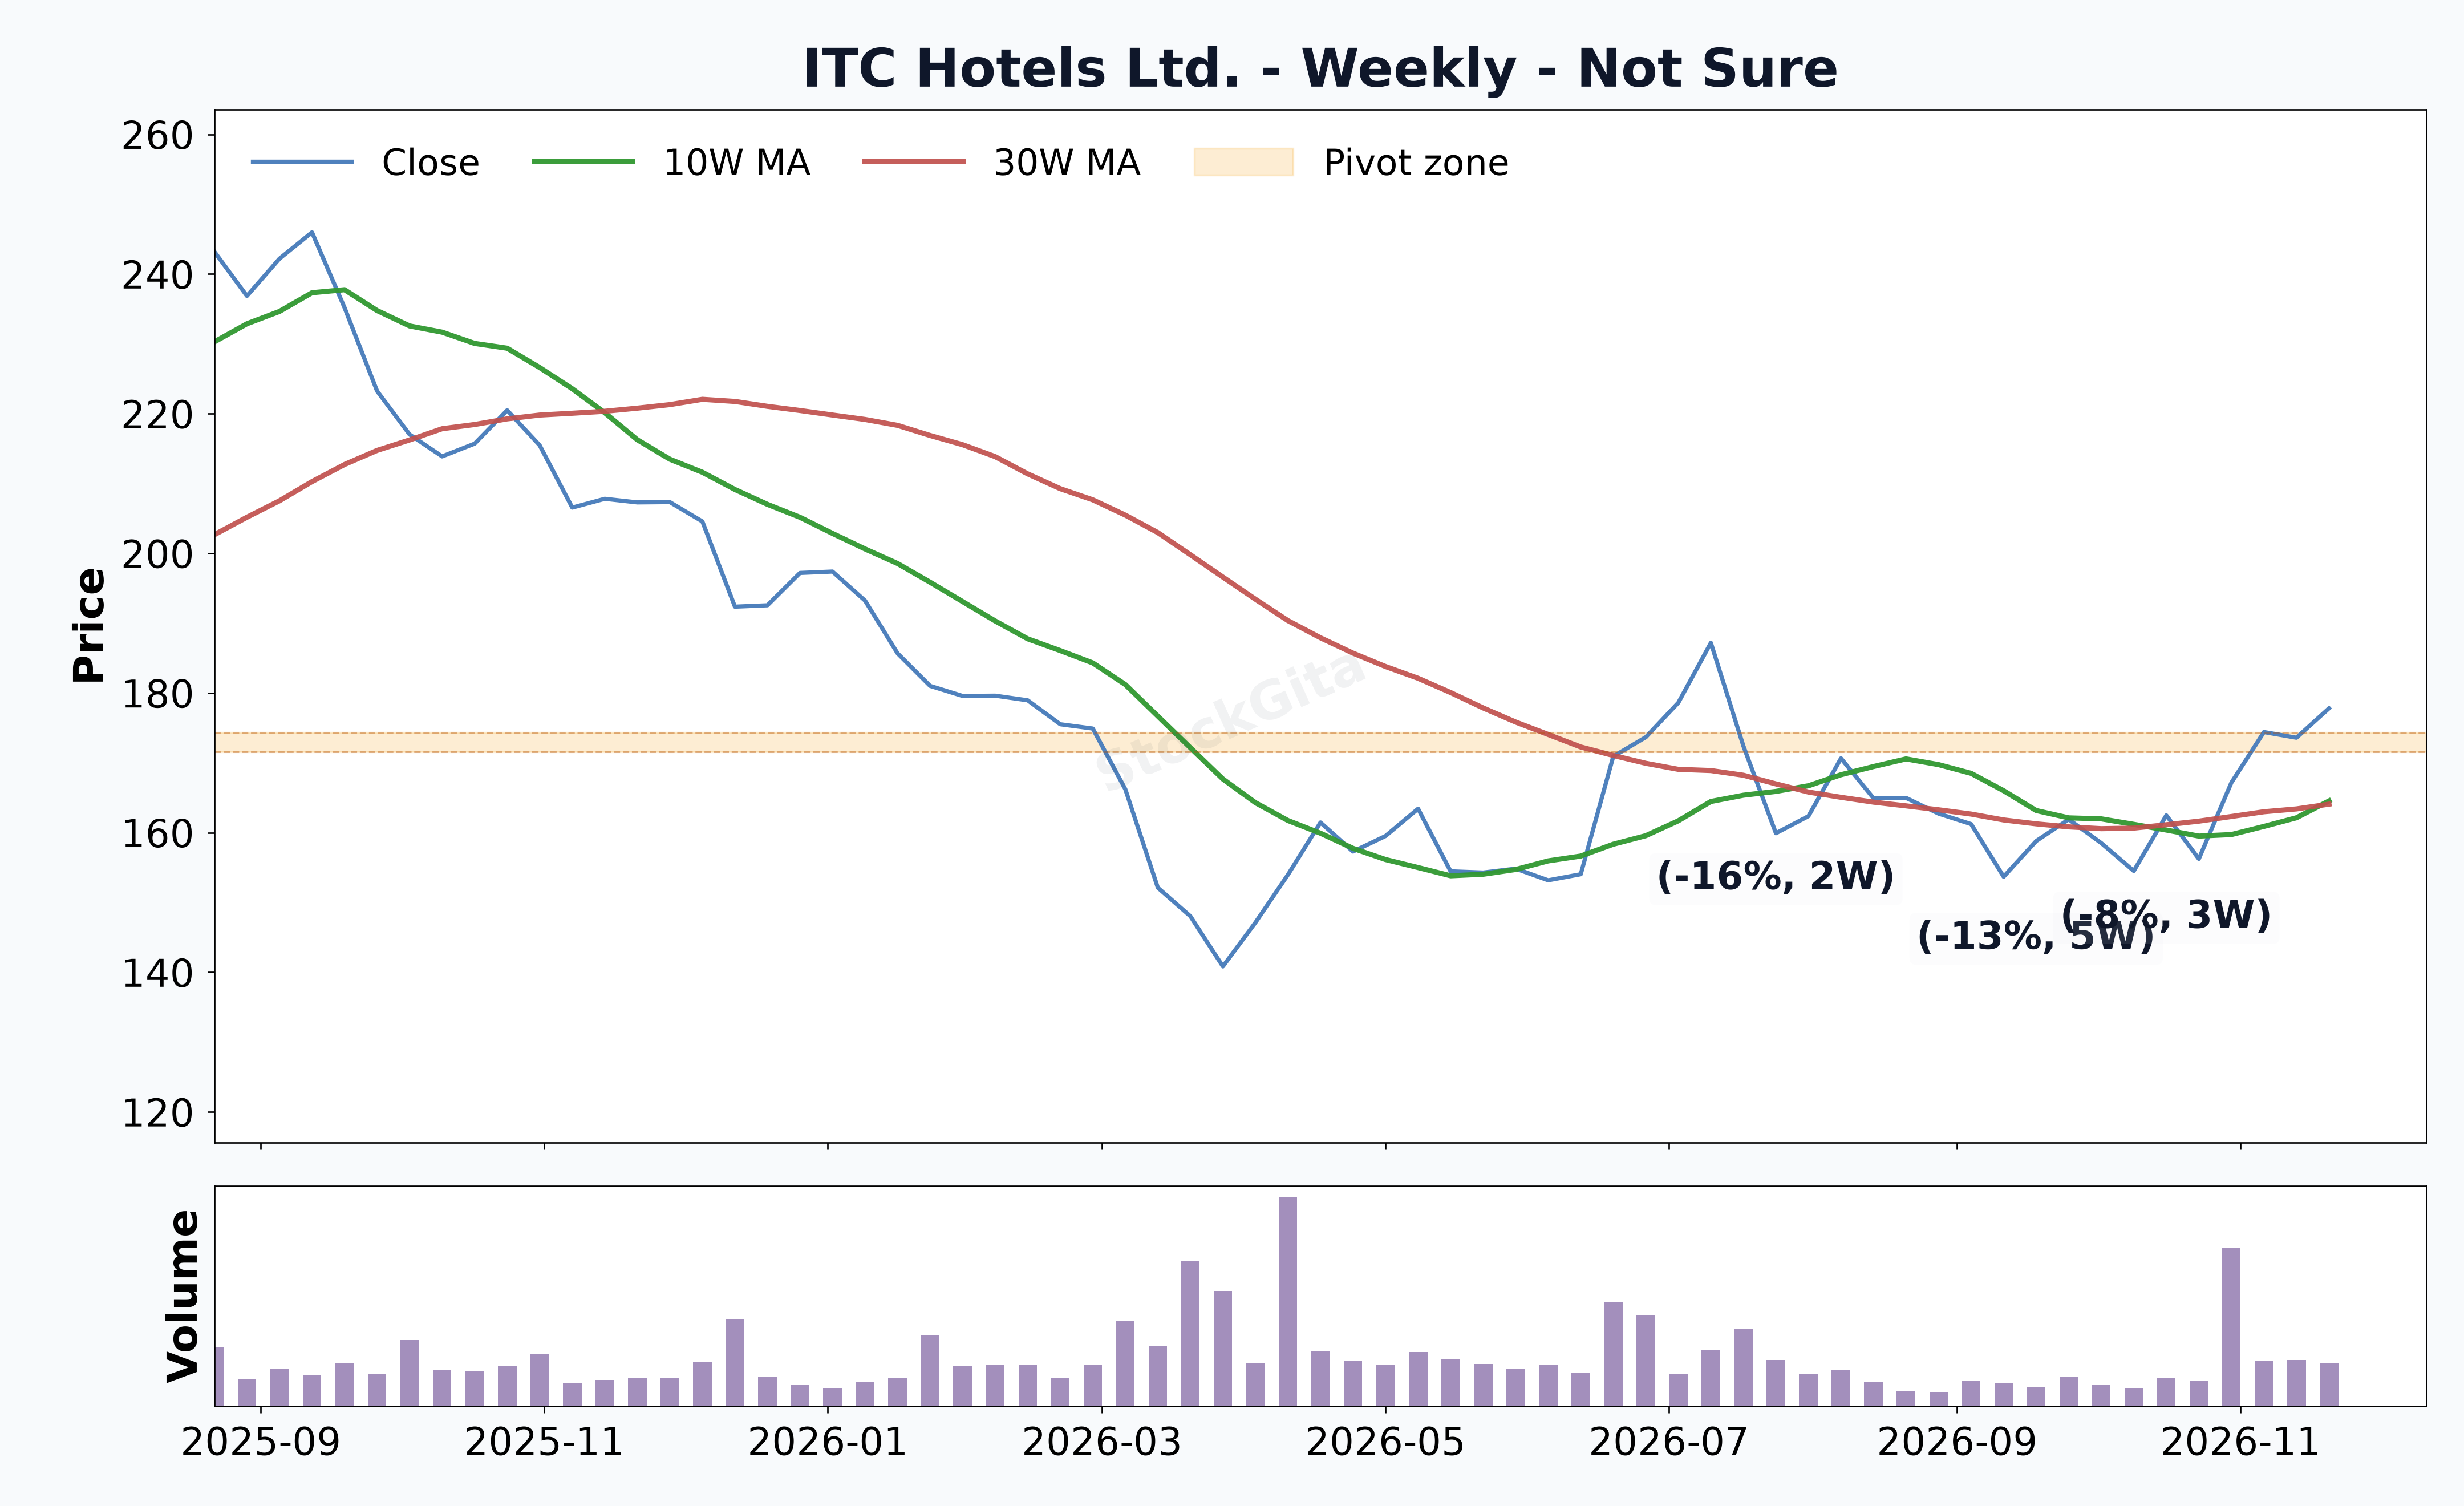 ITC Hotels Ltd. - Weekly - Not Sure
Close 10W MA 30W MA Pivot zone
Price
260
240
220
200
180
160
140
120
StockGita
(-16%, 2W)
(-8%, 3W)
(-13%, 5W)
Volume
2025-09 2025-11 2026-01 2026-03 2026-05 2026-07 2026-09 2026-11